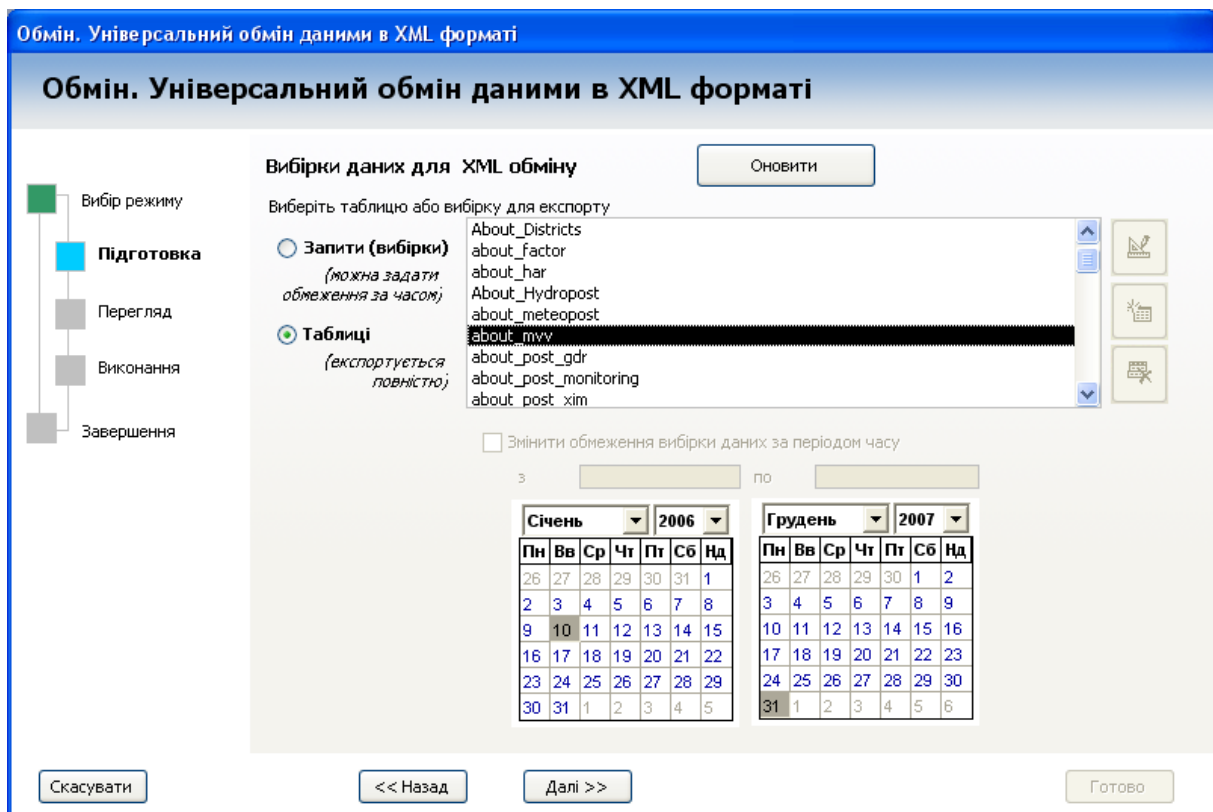 Обмін. Універсальний обмін даними в XML форматі
Обмін. Універсальний обмін даними в XML форматі
Вибір режиму
Підготовка
Перегляд
Виконання
Завершення
Вибірки даних для XML обміну
Оновити
Виберіть таблицю або вибірку для експорту
Запити (вибірки)
(можна задати
обмеження за часом)
Таблиці
(експортується
повністю)
About_Districts
about_factor
about_har
About_Hydropost
about_meteopost
about_mvv
about_post_gdr
about_post_monitoring
about_post_xim
Змінити обмеження вибірки даних за періодом часу
з
по
Січень 2006
Пн Вв Ср Чт Пт Сб Нд
26 27 28 29 30 31 1
2 3 4 5 6 7 8
9 10 11 12 13 14 15
16 17 18 19 20 21 22
23 24 25 26 27 28 29
30 31 1 2 3 4 5
Грудень 2007
Пн Вв Ср Чт Пт Сб Нд
26 27 28 29 30 1 2
3 4 5 6 7 8 9
10 11 12 13 14 15 16
17 18 19 20 21 22 23
24 25 26 27 28 29 30
31 1 2 3 4 5 6
Скасувати
<< Назад
Далі >>
Готово